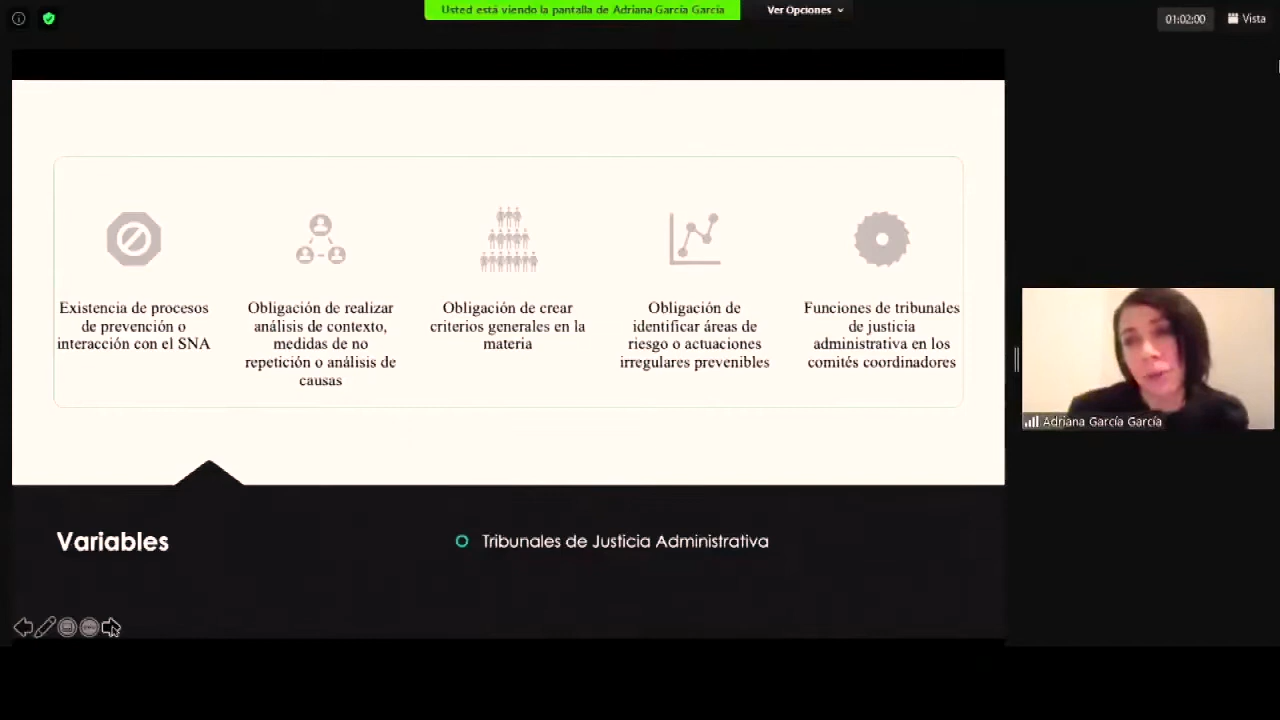 Usted está viendo la pantalla de Adriana García García
Ver Opciones
01:02:00
Vista
Existencia de procesos
de prevención o
interacción con el SNA
Obligación de realizar
análisis de contexto,
medidas de no
repetición o análisis de
causas
Obligación de crear
criterios generales en la
materia
Obligación de
identificar áreas de
riesgo o actuaciones
irregulares prevenibles
Funciones de tribunales
de justicia
administrativa en los
comités coordinadores
Adriana García García
Variables
Tribunales de Justicia Administrativa